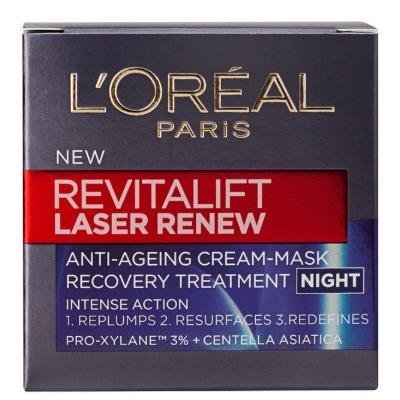 L'ORÉAL
PARIS
NEW
REVITALIFT
LASER RENEW
ANTI-AGEING CREAM-MASK
RECOVERY TREATMENT NIGHT
INTENSE ACTION
1. REPLUMPS 2. RESURFACES 3.REDEFINES
PRO-XYLANE™ 3% + CENTELLA ASIATICA